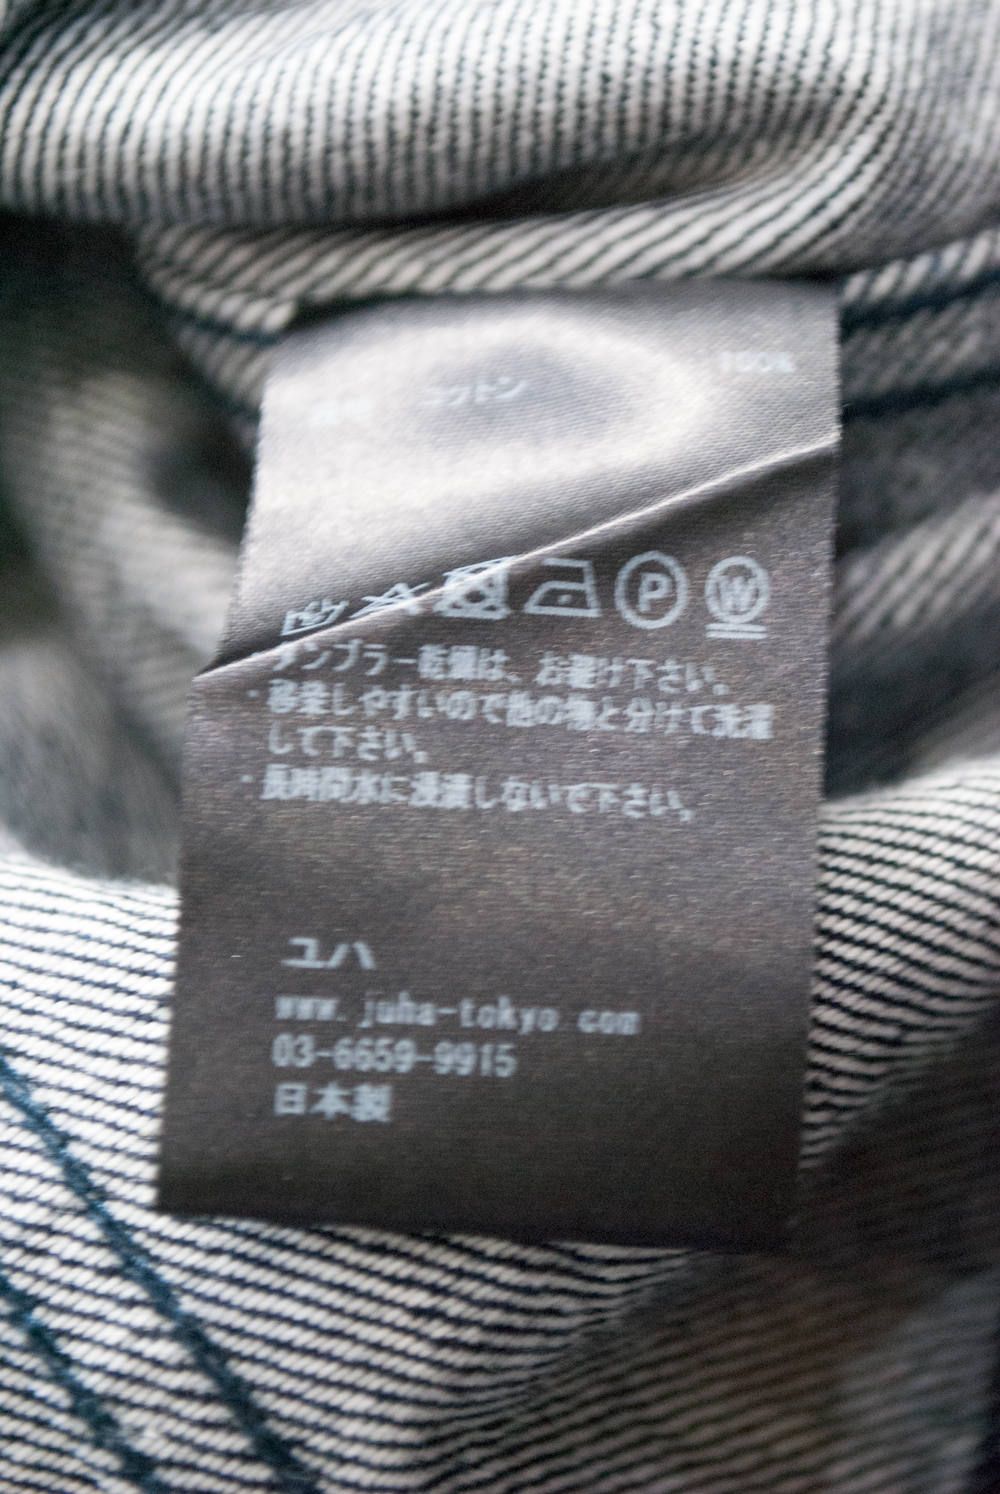 コットン 100%
P W
タンブラー乾燥は、お避け下さい。
・移染しやすいので他の物と分けて洗濯
して下さい。
・長時間水に浸漬しないで下さい。
ユハ
www.juha-tokyo.com
03-6659-9915
日本製